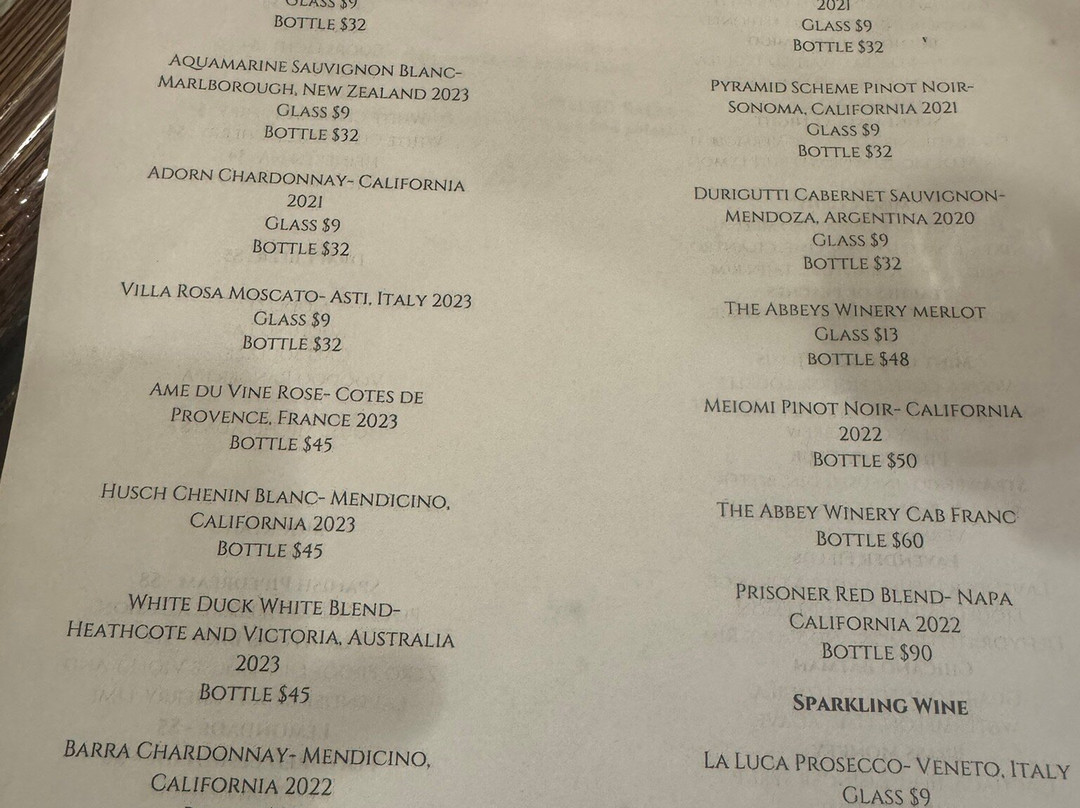 GLASS $9
BOTTLE $32
AQUAMARINE SAUVIGNON BLANC-
MARLBOROUGH, NEW ZEALAND 2023
GLASS $9
BOTTLE $32
ADORN CHARDONNAY- CALIFORNIA
2021
GLASS $9
BOTTLE $32
VILLA ROSA MOSCATO- ASTI, ITALY 2023
GLASS $9
BOTTLE $32
AME DU VINE ROSE- COTES DE
PROVENCE, FRANCE 2023
BOTTLE $45
HUSCH CHENIN BLANC- MENDICINO,
CALIFORNIA 2023
BOTTLE $45
WHITE DUCK WHITE BLEND-
HEATHCOTE AND VICTORIA, AUSTRALIA
2023
BOTTLE $45
BARRA CHARDONNAY- MENDICINO,
CALIFORNIA 2022
2021
GLASS $9
BOTTLE $32
PYRAMID SCHEME PINOT NOIR-
SONOMA, CALIFORNIA 2021
GLASS $9
BOTTLE $32
DURIGUTTI CABERNET SAUVIGNON-
MENDOZA, ARGENTINA 2020
GLASS $9
BOTTLE $32
THE ABBEYS WINERY MERLOT
GLASS $13
BOTTLE $48
MEIOMI PINOT NOIR- CALIFORNIA
2022
BOTTLE $50
THE ABBEY WINERY CAB FRANC
BOTTLE $60
PRISONER RED BLEND- NAPA
CALIFORNIA 2022
BOTTLE $90
SPARKLING WINE
LA LUCA PROSECCO- VENETO, ITALY
GLASS $9